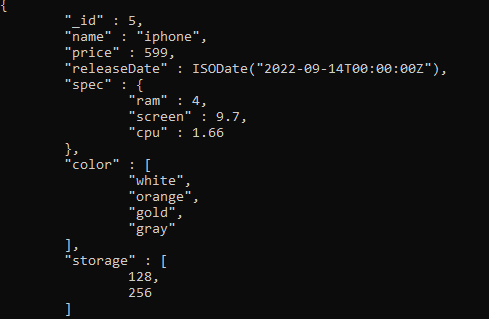 {
"_id" : 5,
"name" : "iphone",
"price" : 599,
"releaseDate" : ISODate("2022-09-14T00:00:00Z"),
"spec" : {
"ram" : 4,
"screen" : 9.7,
"cpu" : 1.66
},
"color" : [
"white",
"orange",
"gold",
"gray"
],
"storage" : [
128,
256
]